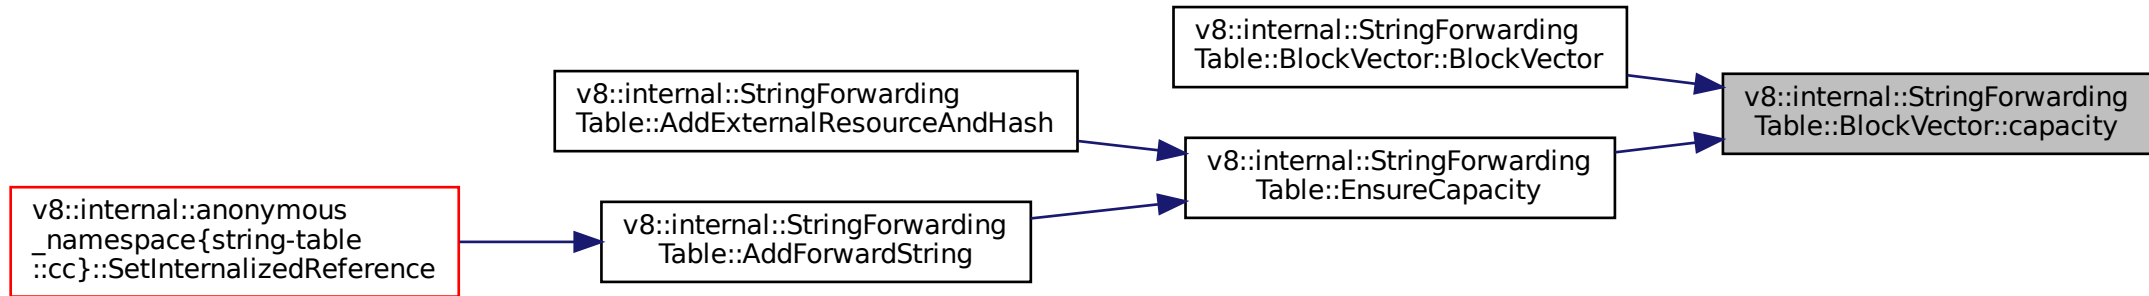 v8::internal::StringForwarding
Table::BlockVector::BlockVector
v8::internal::StringForwarding
Table::BlockVector::capacity
v8::internal::StringForwarding
Table::AddExternalResourceAndHash
v8::internal::StringForwarding
Table::EnsureCapacity
v8::internal::anonymous
_namespace{string-table
::cc}::SetInternalizedReference
v8::internal::StringForwarding
Table::AddForwardString